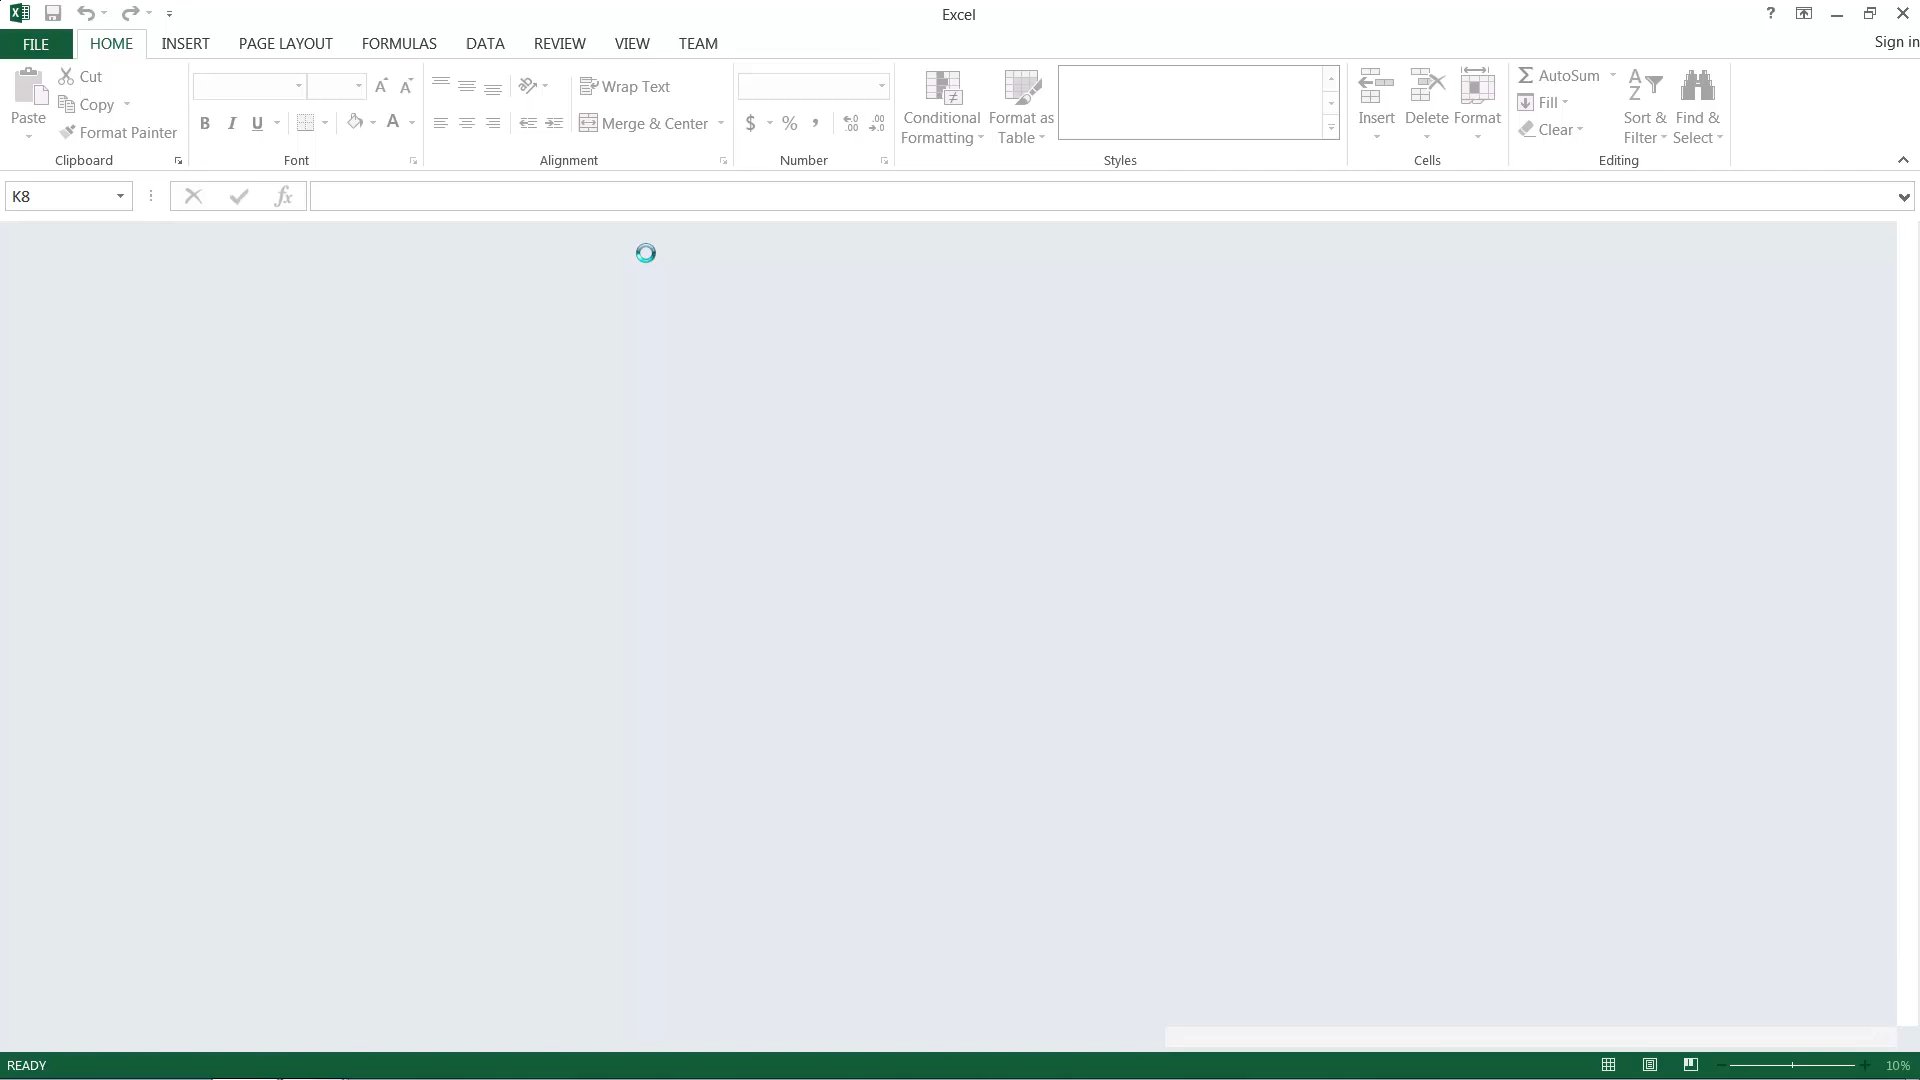 Excel
?
Sign in
FILE HOME INSERT PAGE LAYOUT FORMULAS DATA REVIEW VIEW TEAM
Paste
Cut
Copy
Format Painter
Clipboard
A A
B I U A
Font
Wrap Text
Merge & Center
Alignment
$ % ,
Number
Conditional Formatting
Format as Table
Styles
Insert
Delete
Format
Cells
AutoSum
Fill
Clear
Sort & Filter
Find & Select
Editing
K8
fx
READY
10%